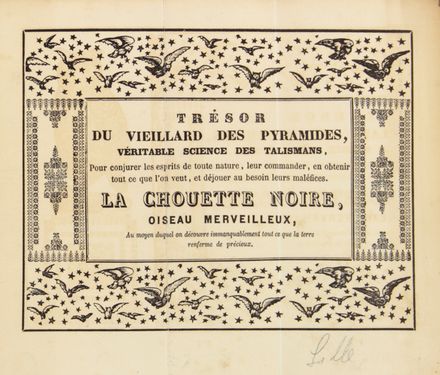 TRÉSOR
DU VIEILLARD DES PYRAMIDES,
VÉRITABLE SCIENCE DES TALISMANS,
Pour conjurer les esprits de toute nature, leur commander, en obtenir
tout ce que l'on veut, et déjouer au besoin leurs maléfices.
LA CHOUETTE NOIRE,
OISEAU MERVEILLEUX,
Au moyen duquel on découvre immanquablement tout ce que la terre
renferme de précieux.